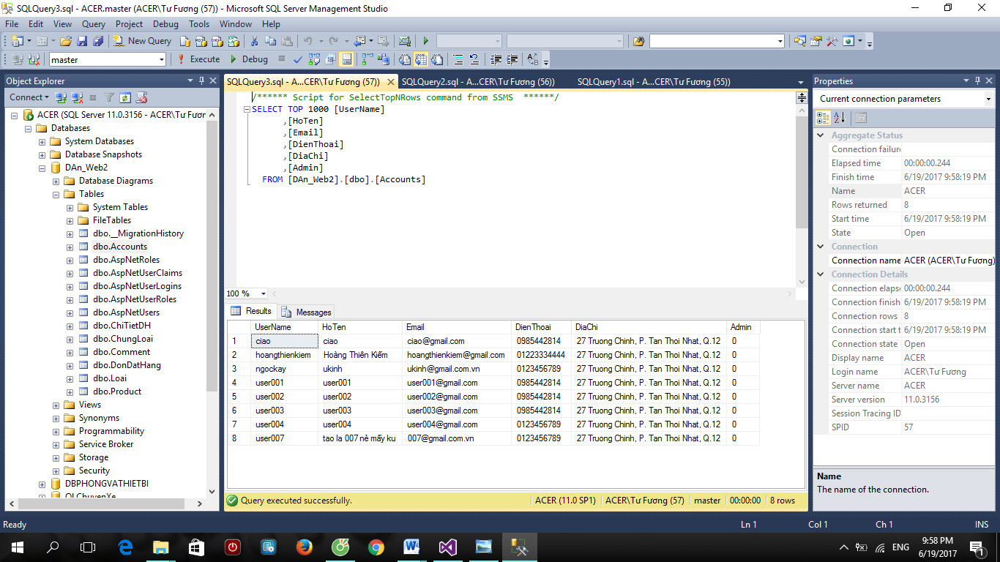 SQLQuery3.sql - ACER.master (ACER\Tư Fương (57)) - Microsoft SQL Server Management Studio
File Edit View Query Project Debug Tools Window Help
New Query
master Execute Debug
Object Explorer
Connect
ACER (SQL Server 11.0.3156 - ACER\Tư Fươn
Databases
System Databases
Database Snapshots
DAn_Web2
Database Diagrams
Tables
System Tables
FileTables
dbo.__MigrationHistory
dbo.Accounts
dbo.AspNetRoles
dbo.AspNetUserClaims
dbo.AspNetUserLogins
dbo.AspNetUserRoles
dbo.AspNetUsers
dbo.ChiTietDH
dbo.ChungLoai
dbo.Comment
dbo.DonDatHang
dbo.Loai
dbo.Product
Views
Synonyms
Programmability
Service Broker
Storage
Security
DBPHONGVATHIETBI
QLChuyenXe
SQLQuery3.sql - A...CER\Tư Fương (57)) SQLQuery2.sql - A...CER\Tư Fương (56)) SQLQuery1.sql - A...CER\Tư Fương (55))
/****** Script for SelectTopNRows command from SSMS ******/
SELECT TOP 1000 [UserName]
,[HoTen]
,[Email]
,[DienThoai]
,[DiaChi]
,[Admin]
FROM [DAn_Web2].[dbo].[Accounts]
100 %
Results Messages
UserName HoTen Email DienThoai DiaChi Admin
1 ciao ciao ciao@gmail.com 0985442814 27 Truong Chinh, P. Tan Thoi Nhat, Q.12 0
2 hoangthienkiem Hoàng Thiên Kiếm hoangthienkiem@gmail.com 01223334444 27 Truong Chinh, P. Tan Thoi Nhat, Q.12 0
3 ngockay ukinh ukinh@gmail.com.vn 0123456789 27 Truong Chinh, P. Tan Thoi Nhat, Q.12 0
4 user001 user001 user001@gmail.com 0985442814 27 Truong Chinh, P. Tan Thoi Nhat, Q.12 0
5 user002 user002 user002@gmail.com 0985442814 27 Truong Chinh, P. Tan Thoi Nhat, Q.12 0
6 user003 user003 user003@gmail.com 0985442814 27 Truong Chinh, P. Tan Thoi Nhat, Q.12 0
7 user004 user004 user004@gmail.com 0123456789 27 Truong Chinh, P. Tan Thoi Nhat, Q.12 0
8 user007 tao la 007 nè mấy ku 007@gmail.com.vn 0123456789 27 Truong Chinh, P. Tan Thoi Nhat, Q.12 0
Query executed successfully. ACER (11.0 SP1) ACER\Tư Fương (57) master 00:00:00 8 rows
Properties
Current connection parameters
Aggregate Status
Connection failure
Elapsed time 00:00:00.244
Finish time 6/19/2017 9:58:19 PM
Name ACER
Rows returned 8
Start time 6/19/2017 9:58:19 PM
State Open
Connection
Connection name ACER (ACER\Tư Fương)
Connection Details
Connection elaps 00:00:00.244
Connection finish 6/19/2017 9:58:19 PM
Connection rows 8
Connection start t 6/19/2017 9:58:19 PM
Connection state Open
Display name ACER
Login name ACER\Tư Fương
Server name ACER
Server version 11.0.3156
Session Tracing ID
SPID 57
Name
The name of the connection.
Ready Ln 1 Col 1 Ch 1 INS
ENG
9:58 PM
6/19/2017
1